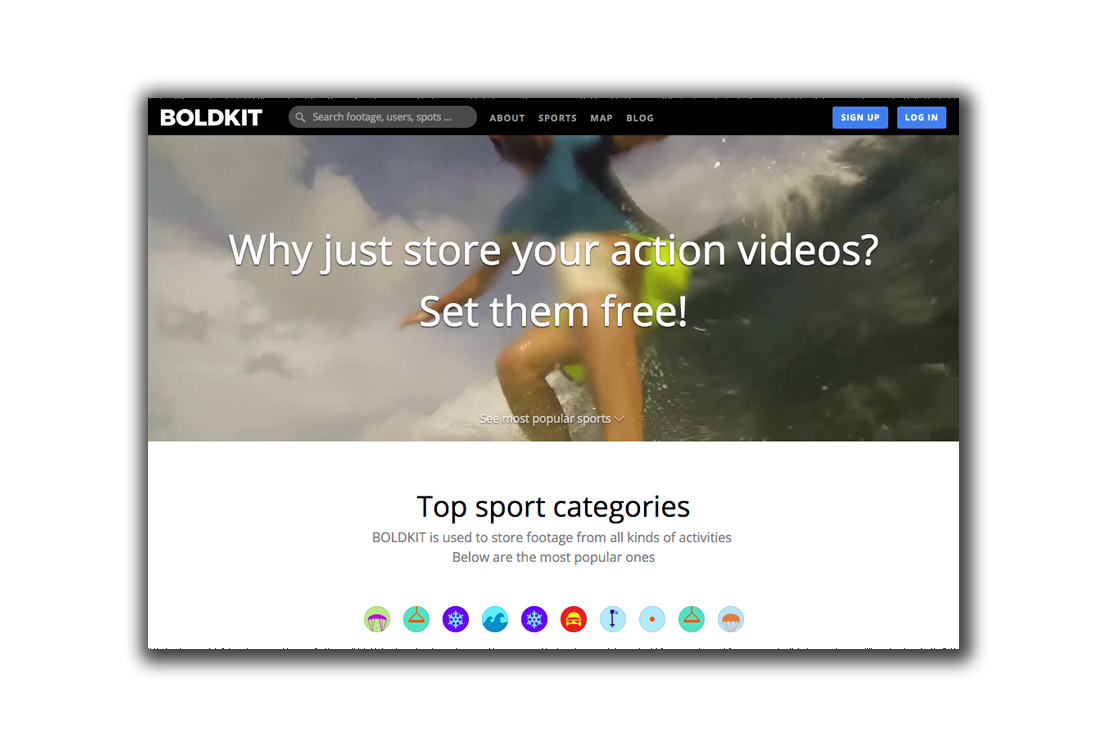 BOLDKIT
Search footage, users, spots ...
ABOUT SPORTS MAP BLOG
SIGN UP LOG IN
Why just store your action videos?
Set them free!
See most popular sports
Top sport categories
BOLDKIT is used to store footage from all kinds of activities
Below are the most popular ones